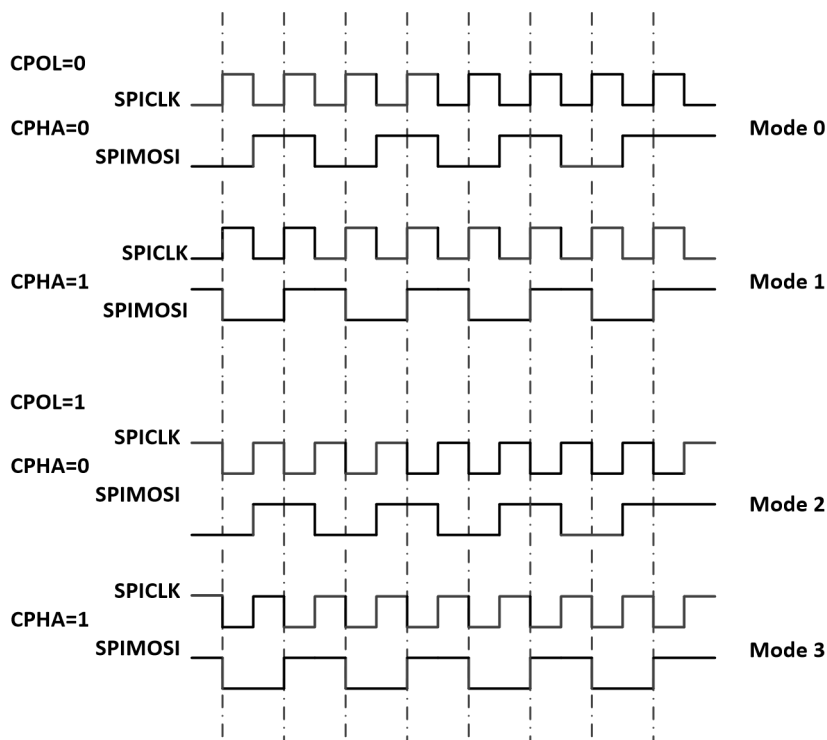 CPOL=0
SPICLK
CPHA=0
Mode 0
SPIMOSI
SPICLK
CPHA=1
Mode 1
SPIMOSI
CPOL=1
SPICLK
CPHA=0
SPIMOSI
Mode 2
SPICLK
CPHA=1
SPIMOSI
Mode 3